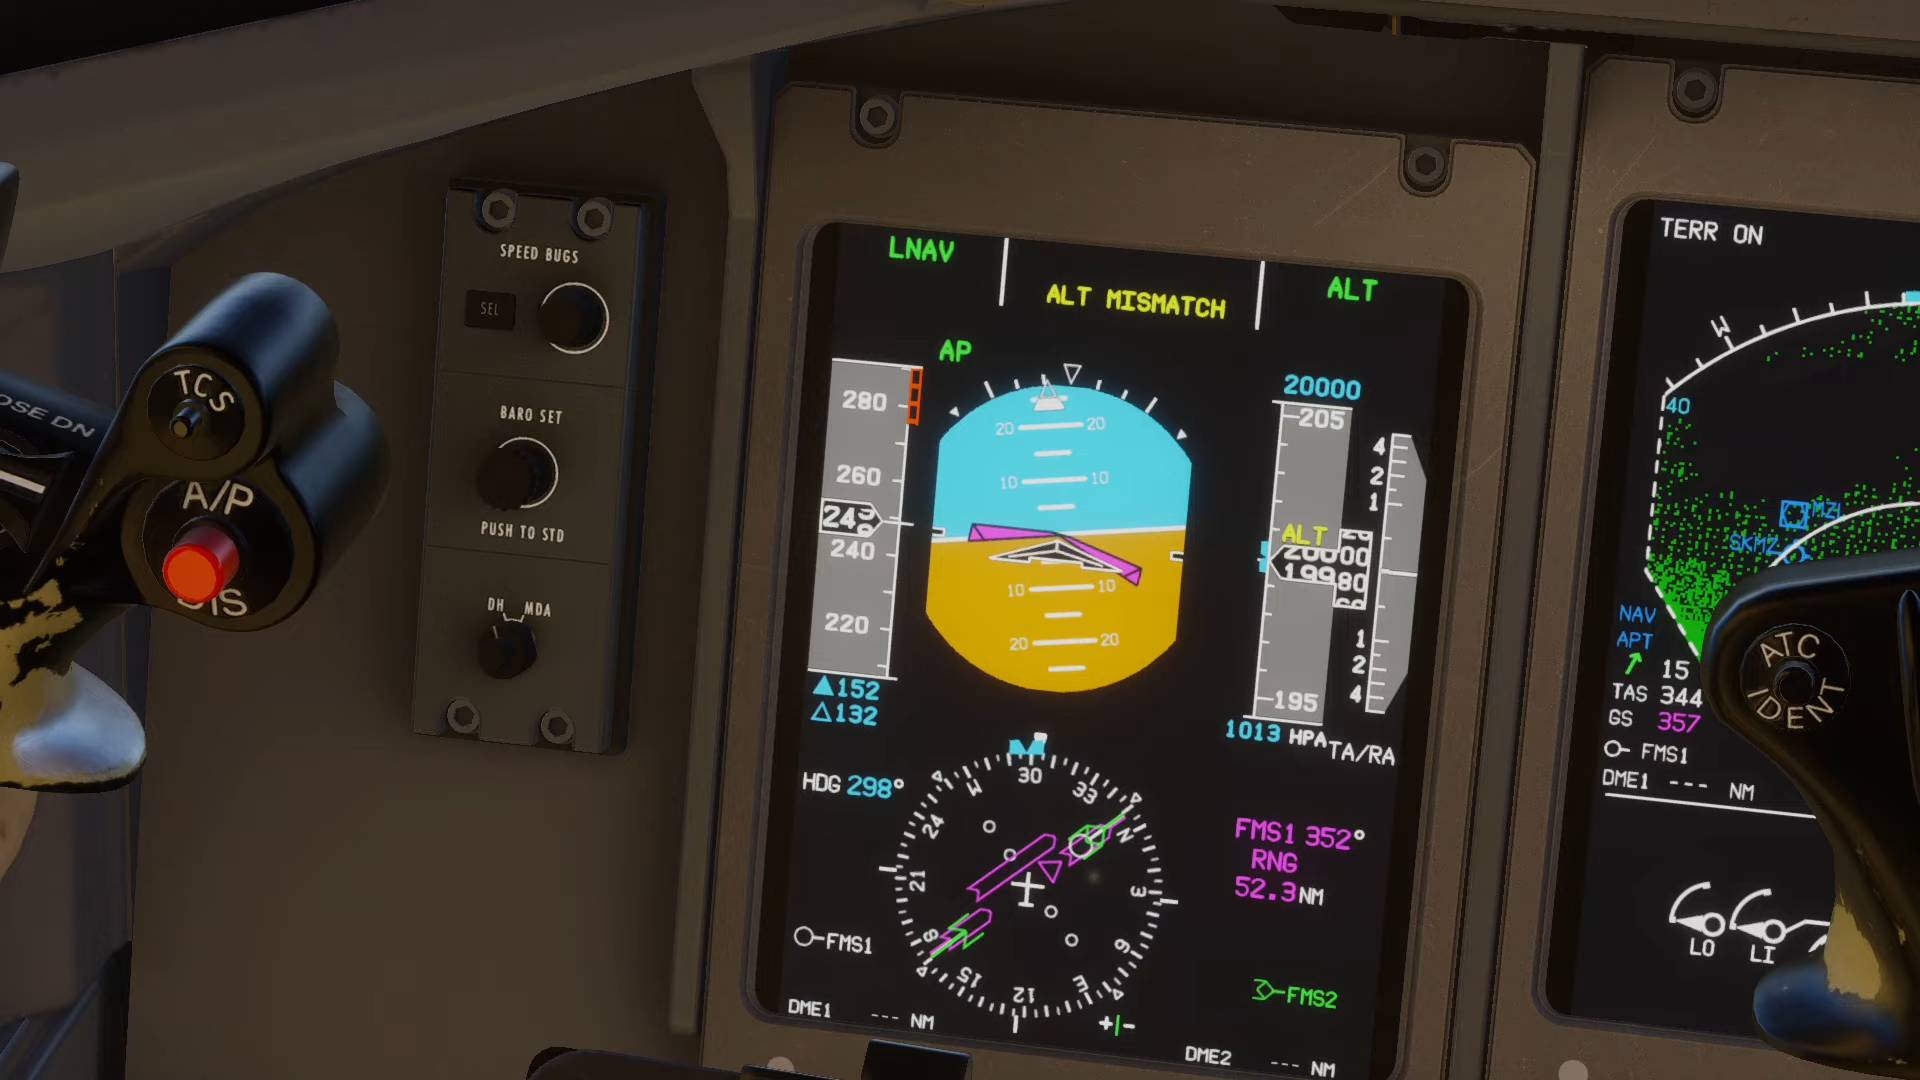 TCS
A/P
DIS
OSE DN
SPEED BUGS
SEL
BARO SET
PUSH TO STD
DH MDA
LNAV
ALT MISMATCH
ALT
AP
280
260
240
220
152
132
20 20
10 10
10 10
20 20
20000
205
ALT
195
4
2
1
1
2
4
1013 HPA
TA/RA
HDG 298°
30
33
N
3
6
E
12
15
S
21
24
W
FMS1 352°
RNG
52.3 NM
FMS1
FMS2
DME1 --- NM
DME2 --- NM
TERR ON
W
40
SKMZ
NAV
APT
15
TAS 344
GS 357
FMS1
DME1 --- NM
LO LI
ATC
IDENT